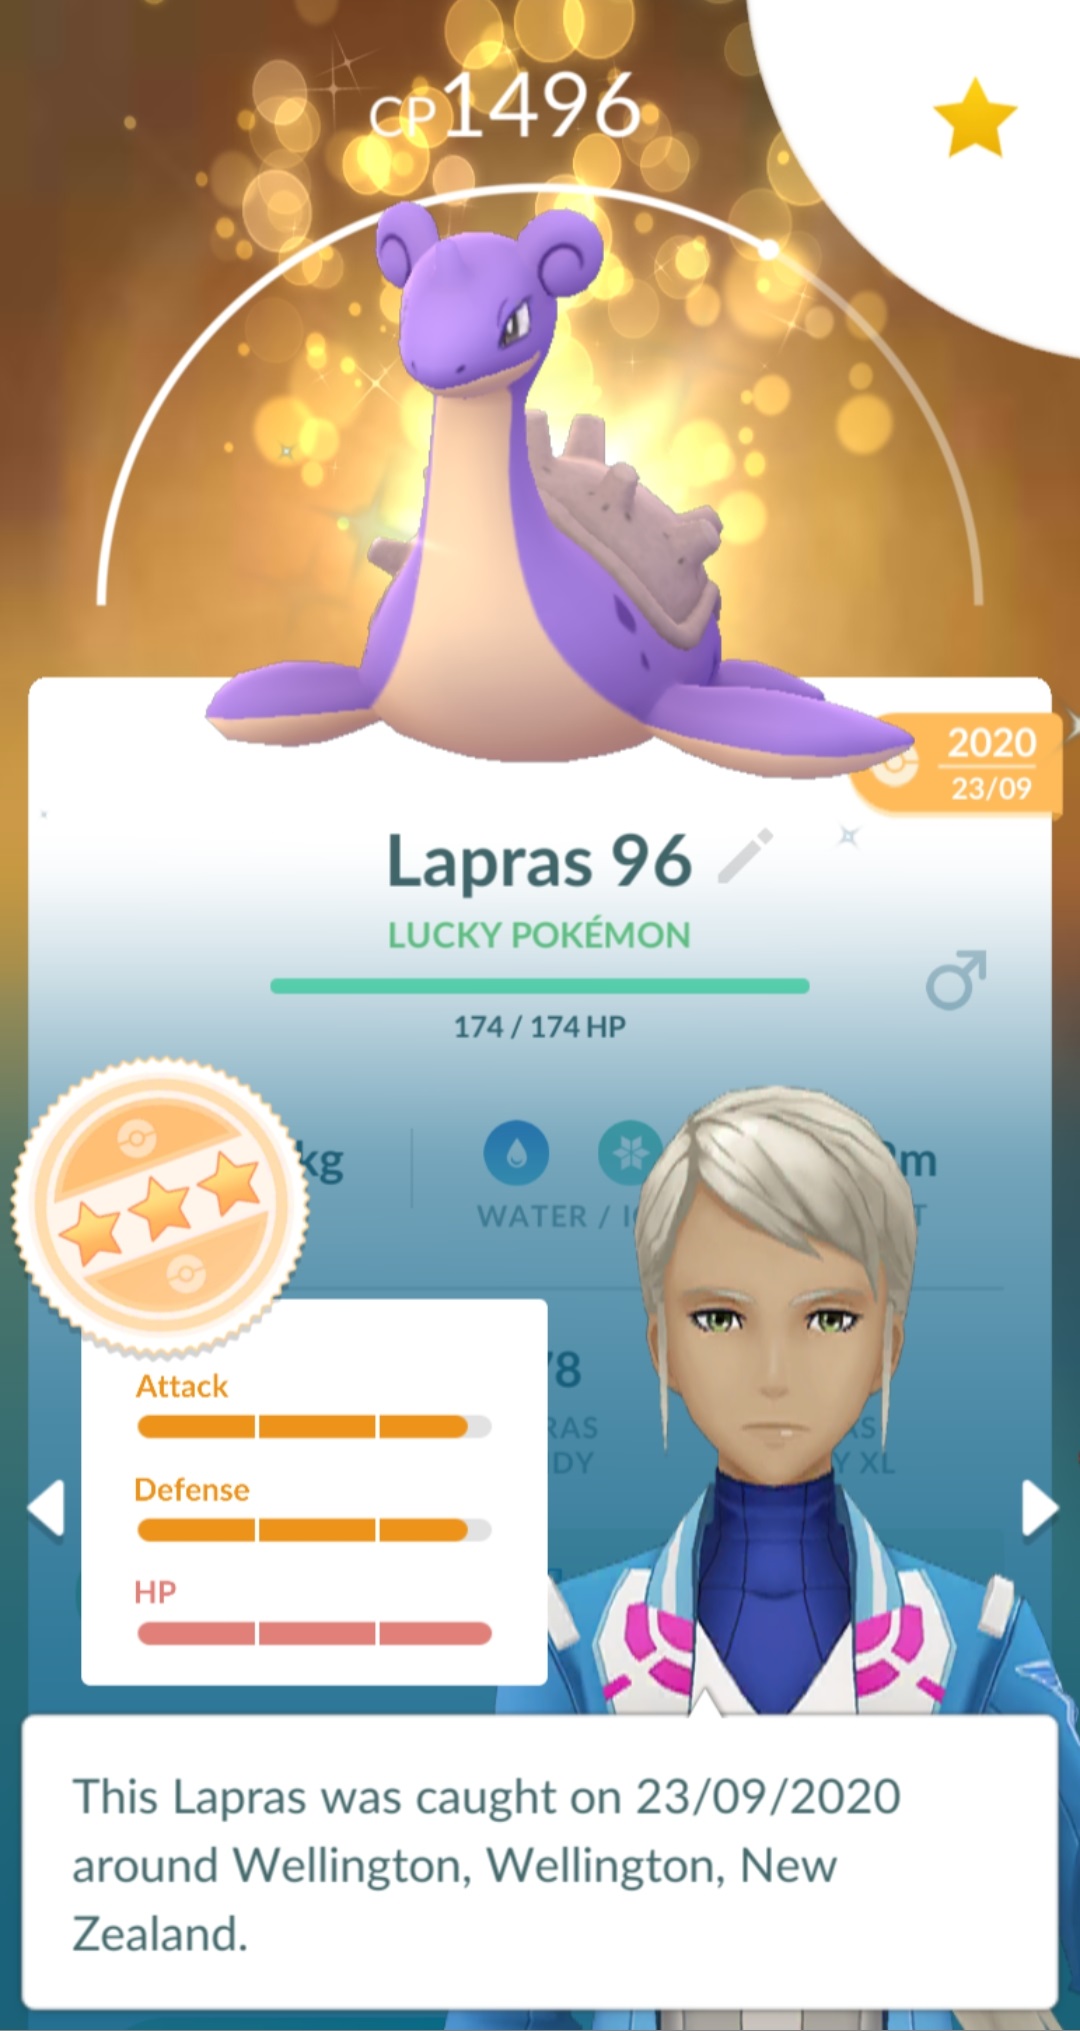 CP1496
2020
23/09
Lapras 96
LUCKY POKÉMON
174 / 174 HP
kg
m
WATER /
Attack
Defense
HP
XL
This Lapras was caught on 23/09/2020
around Wellington, Wellington, New
Zealand.